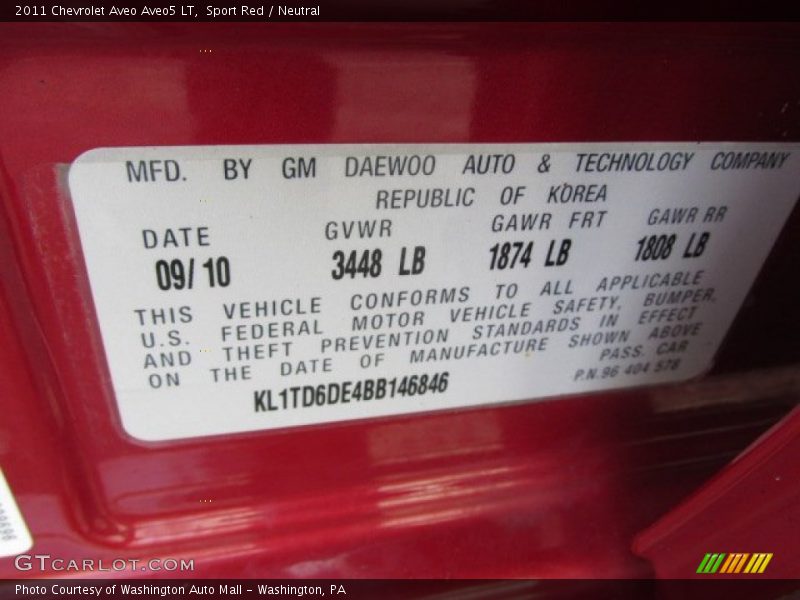 2011 Chevrolet Aveo Aveo5 LT, Sport Red / Neutral
MFD. BY GM DAEWOO AUTO & TECHNOLOGY COMPANY
REPUBLIC OF KOREA
DATE GVWR GAWR FRT GAWR RR
09/10 3448 LB 1874 LB 1808 LB
THIS VEHICLE CONFORMS TO ALL APPLICABLE
U.S. FEDERAL MOTOR VEHICLE SAFETY, BUMPER,
AND THEFT PREVENTION STANDARDS IN EFFECT
ON THE DATE OF MANUFACTURE SHOWN ABOVE
PASS. CAR
KL1TD6DE4BB146846
P.N. 96 404 578
GTCARLOT.COM
Photo Courtesy of Washington Auto Mall - Washington, PA